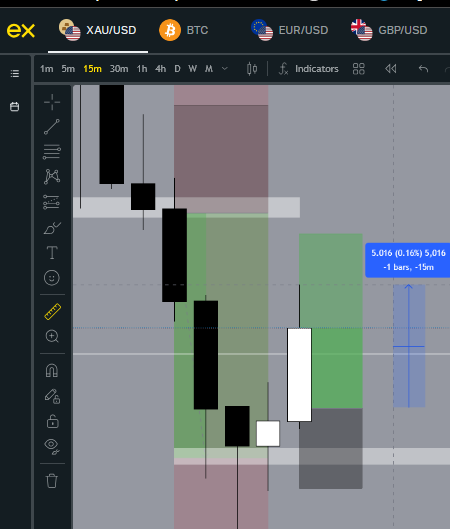 ex XAU/USD BTC EUR/USD GBP/USD
1m 5m 15m 30m 1h 4h D W M Indicators
T
5.016 (0.16%) 5,016
-1 bars, -15m